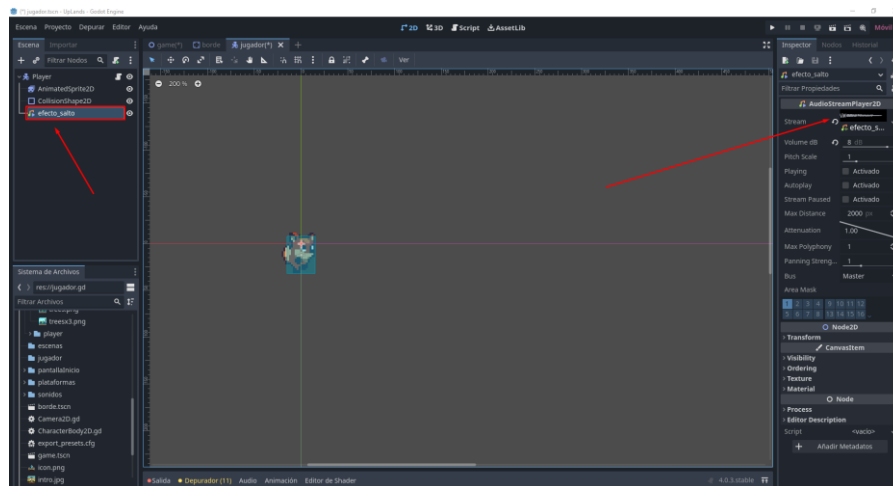 (*) jugador.tscn - UpLands - Godot Engine
Escena Proyecto Depurar Editor Ayuda
2D 3D Script AssetLib
Móvil
Escena Importar
game(*) borde jugador(*)
Inspector Nodos Historial
Filtrar Nodos
Ver
Player
AnimatedSprite2D
CollisionShape2D
efecto_salto
200 %
efecto_salto
Filtrar Propiedades
AudioStreamPlayer2D
Stream
efecto_s...
Volume dB 8 db
Pitch Scale 1
Playing Activado
Autoplay Activado
Stream Paused Activado
Max Distance 2000 px
Attenuation 1.00
Max Polyphony 1
Panning Streng... 1
Bus Master
Area Mask
1 2 3 4 9 10 11 12
5 6 7 8 13 14 15 16
Node2D
Transform
CanvasItem
Visibility
Ordering
Texture
Material
Node
Process
Editor Description
Script <vacío>
Añadir Metadatos
Sistema de Archivos
res://jugador.gd
Filtrar Archivos
treesx3.png
player
escenas
jugador
pantallaInicio
plataformas
sonidos
borde.tscn
Camera2D.gd
CharacterBody2D.gd
export_presets.cfg
game.tscn
icon.png
intro.jpg
Salida Depurador (11) Audio Animación Editor de Shader
4.0.3.stable